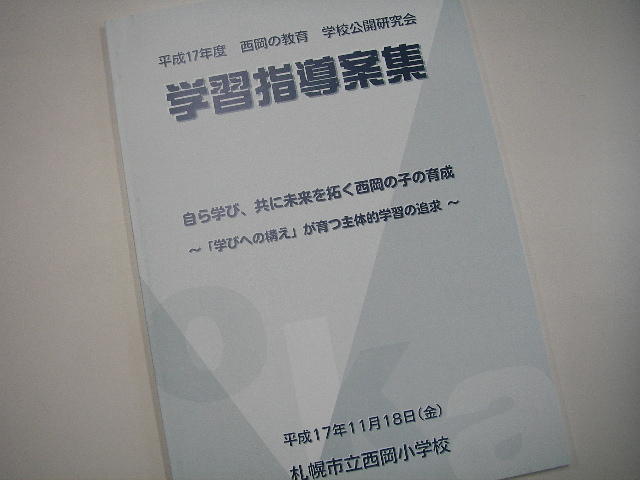 平成17年度 西岡の教育 学校公開研究会
学習指導案集
自ら学び、共に未来を拓く西岡の子の育成
～「学びへの構え」が育つ主体的学習の追求～
oka
平成17年11月18日(金)
札幌市立西岡小学校